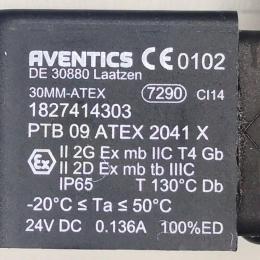 AVENTICS CE 0102
DE 30880 Laatzen
30MM-ATEX 7290 CI14
1827414303
PTB 09 ATEX 2041 X
Ex II 2G Ex mb IIC T4 Gb
II 2D Ex mb tb IIIC
IP65 T 130°C Db
-20°C ≤ Ta ≤ 50°C
24V DC 0.136A 100%ED